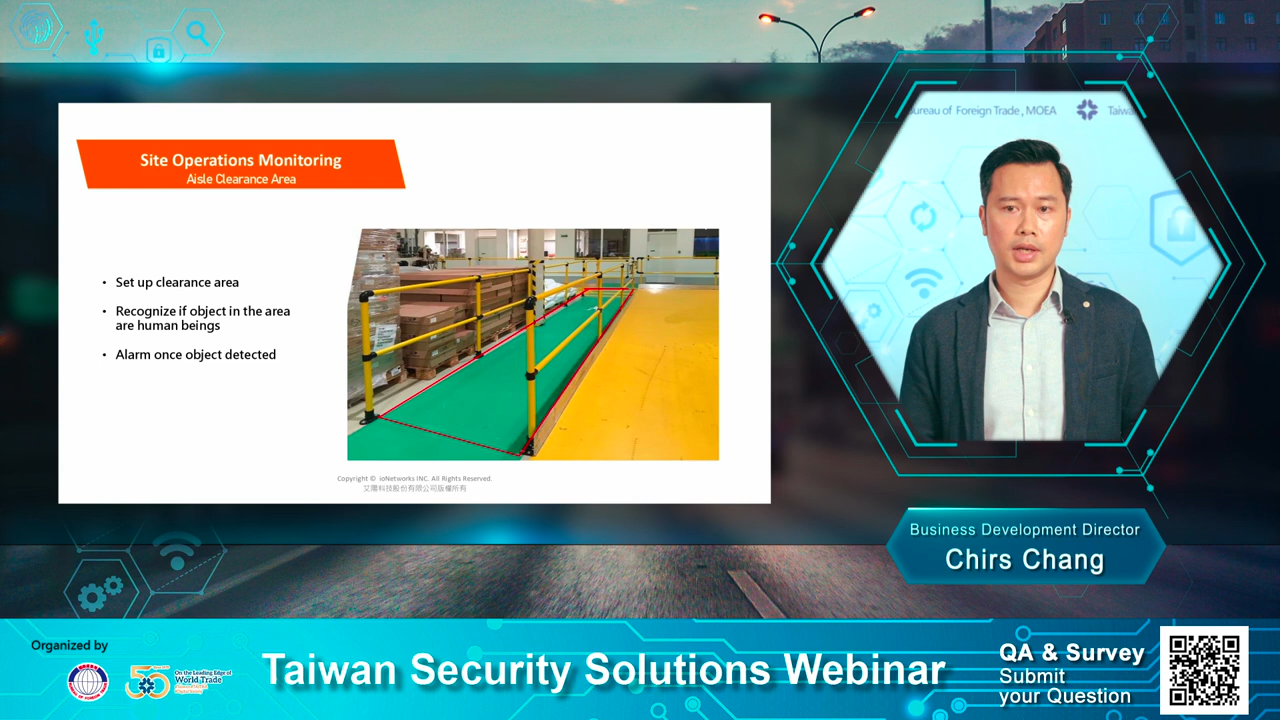 Bureau of Foreign Trade, MOEA
Site Operations Monitoring
Aisle Clearance Area
• Set up clearance area
• Recognize if object in the area
are human beings
• Alarm once object detected
Copyright © ioNetworks INC. All Rights Reserved.
艾陽科技股份有限公司版權所有
Business Development Director
Chirs Chang
Organized by
50
On the Leading Edge of
World Trade
Taiwan Security Solutions Webinar
QA & Survey
Submit
your Question